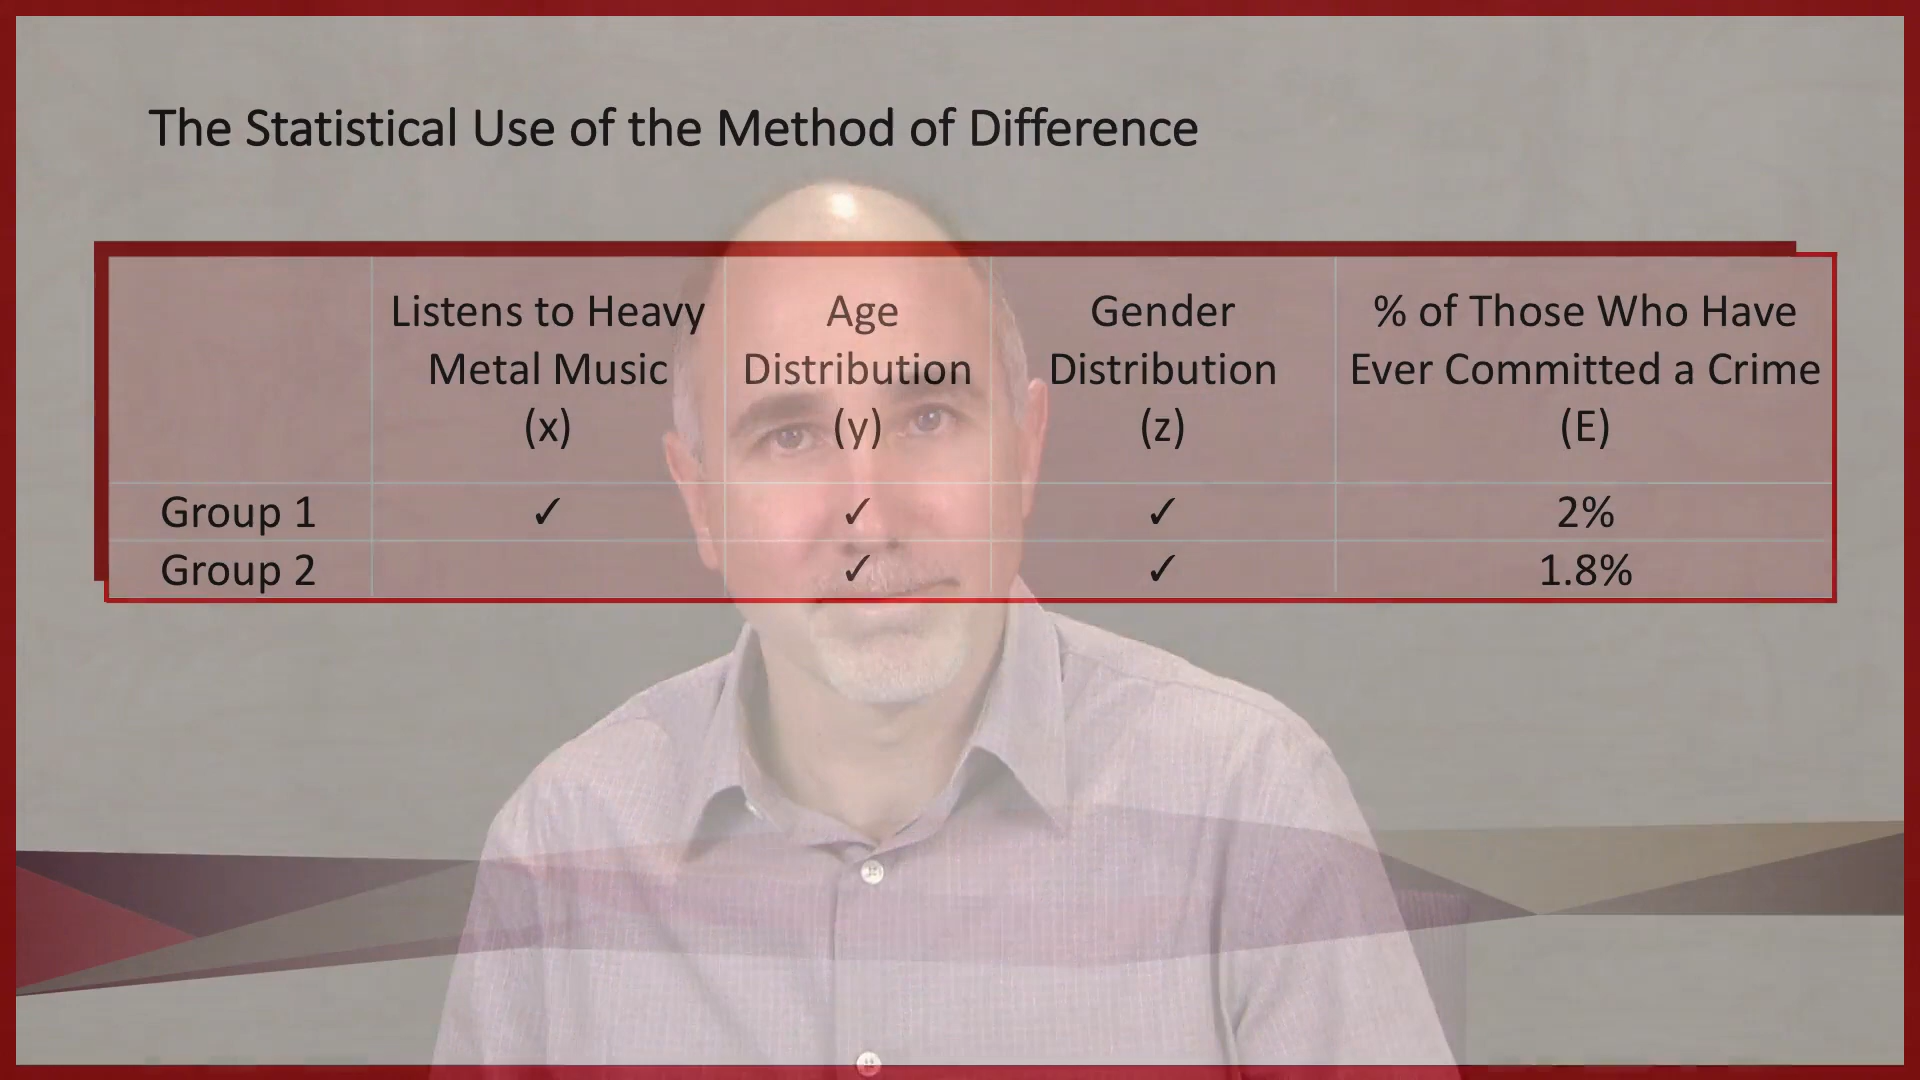 The Statistical Use of the Method of Difference
Listens to Heavy Metal Music (x)
Age Distribution (y)
Gender Distribution (z)
% of Those Who Have Ever Committed a Crime (E)
Group 1 ✓ ✓ ✓ 2%
Group 2 ✓ ✓ 1.8%